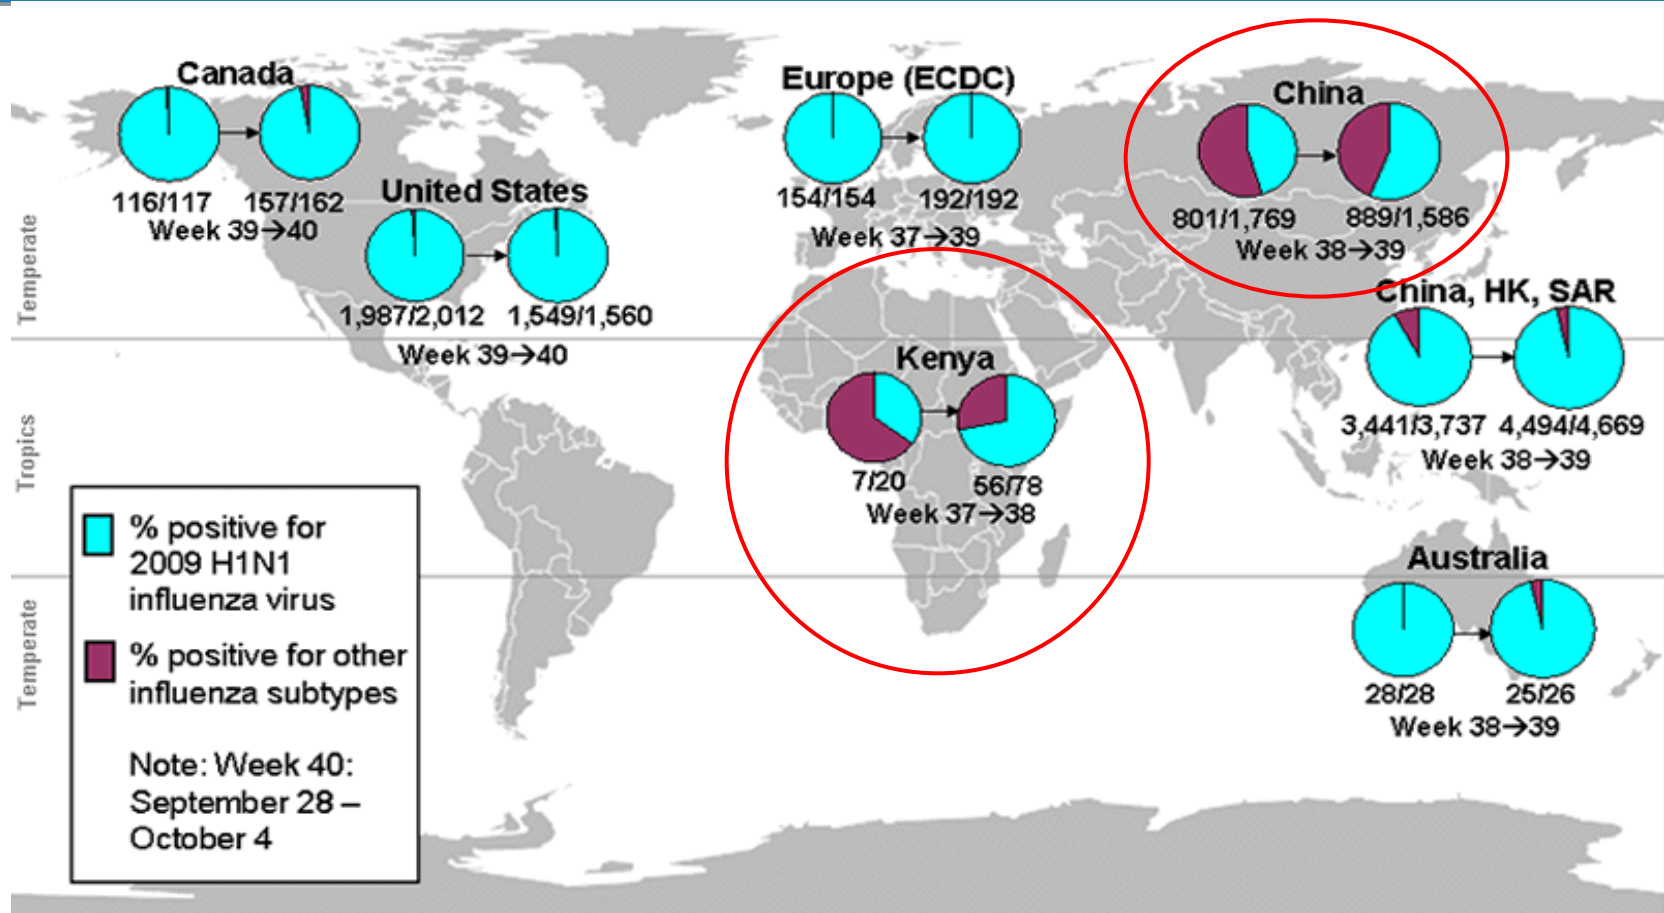 Canada
116/117 157/162
Week 39→40
United States
1,987/2,012 1,549/1,560
Week 39→40
Europe (ECDC)
154/154 192/192
Week 37→39
China
801/1,769 889/1,586
Week 38→39
China, HK, SAR
3,441/3,737 4,494/4,669
Week 38→39
Kenya
7/20 56/78
Week 37→38
Australia
28/28 25/26
Week 38→39
Temperate
Tropics
Temperate
% positive for
2009 H1N1
influenza virus
% positive for other
influenza subtypes
Note: Week 40:
September 28 –
October 4